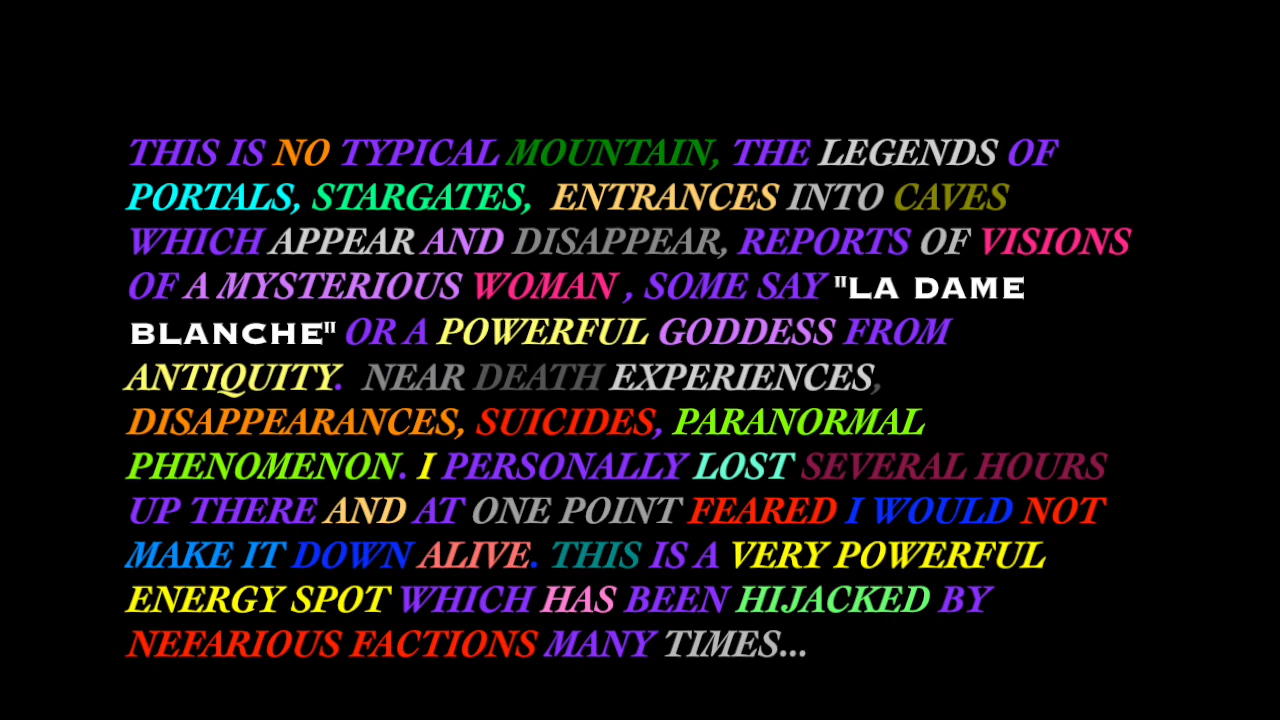 THIS IS NO TYPICAL MOUNTAIN, THE LEGENDS OF
PORTALS, STARGATES,  ENTRANCES INTO CAVES
WHICH APPEAR AND DISAPPEAR, REPORTS OF VISIONS
OF A MYSTERIOUS WOMAN , SOME SAY "LA DAME
BLANCHE" OR A POWERFUL GODDESS FROM
ANTIQUITY.  NEAR DEATH EXPERIENCES,
DISAPPEARANCES, SUICIDES, PARANORMAL
PHENOMENON. I PERSONALLY LOST SEVERAL HOURS
UP THERE AND AT ONE POINT FEARED I WOULD NOT
MAKE IT DOWN ALIVE. THIS IS A VERY POWERFUL
ENERGY SPOT WHICH HAS BEEN HIJACKED BY
NEFARIOUS FACTIONS MANY TIMES...